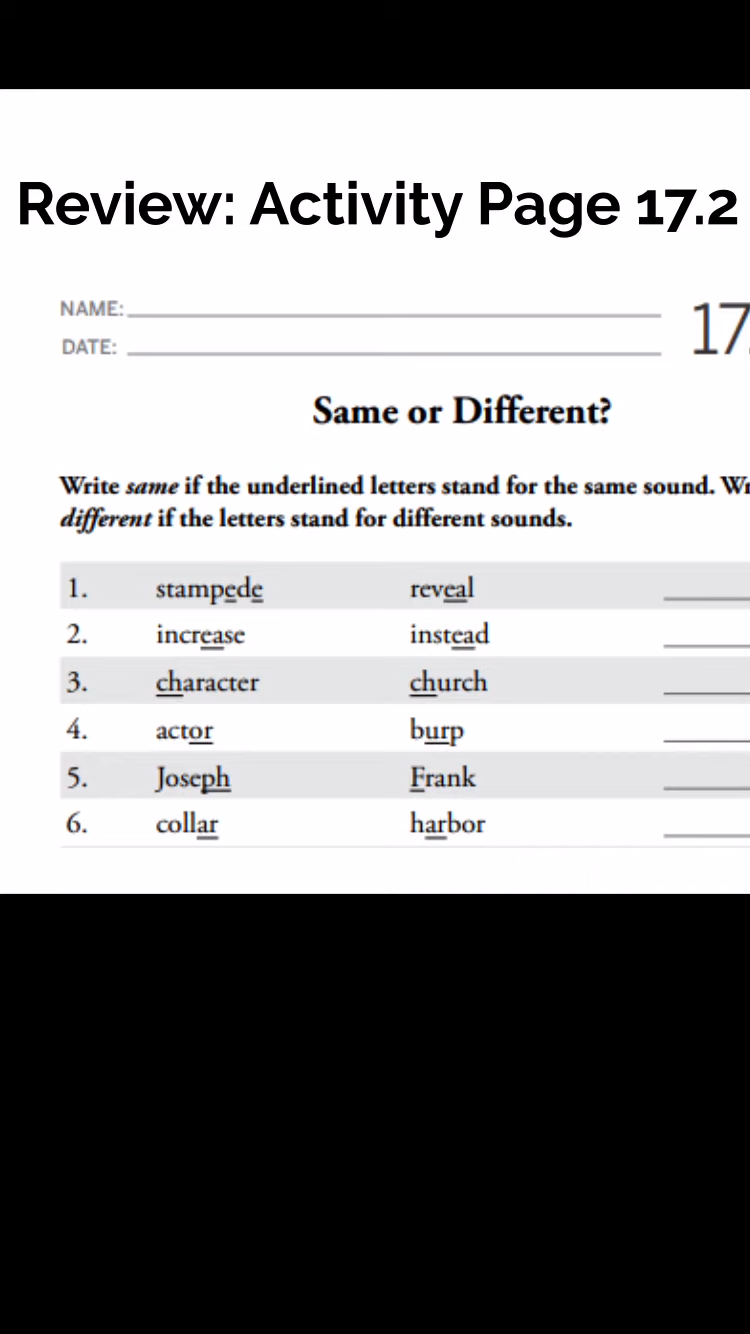 Review: Activity Page 17.2
NAME:
17.
DATE:
Same or Different?
Write same if the underlined letters stand for the same sound. Wr
different if the letters stand for different sounds.
1. stampede reveal
2. increase instead
3. character church
4. actor burp
5. Joseph Frank
6. collar harbor